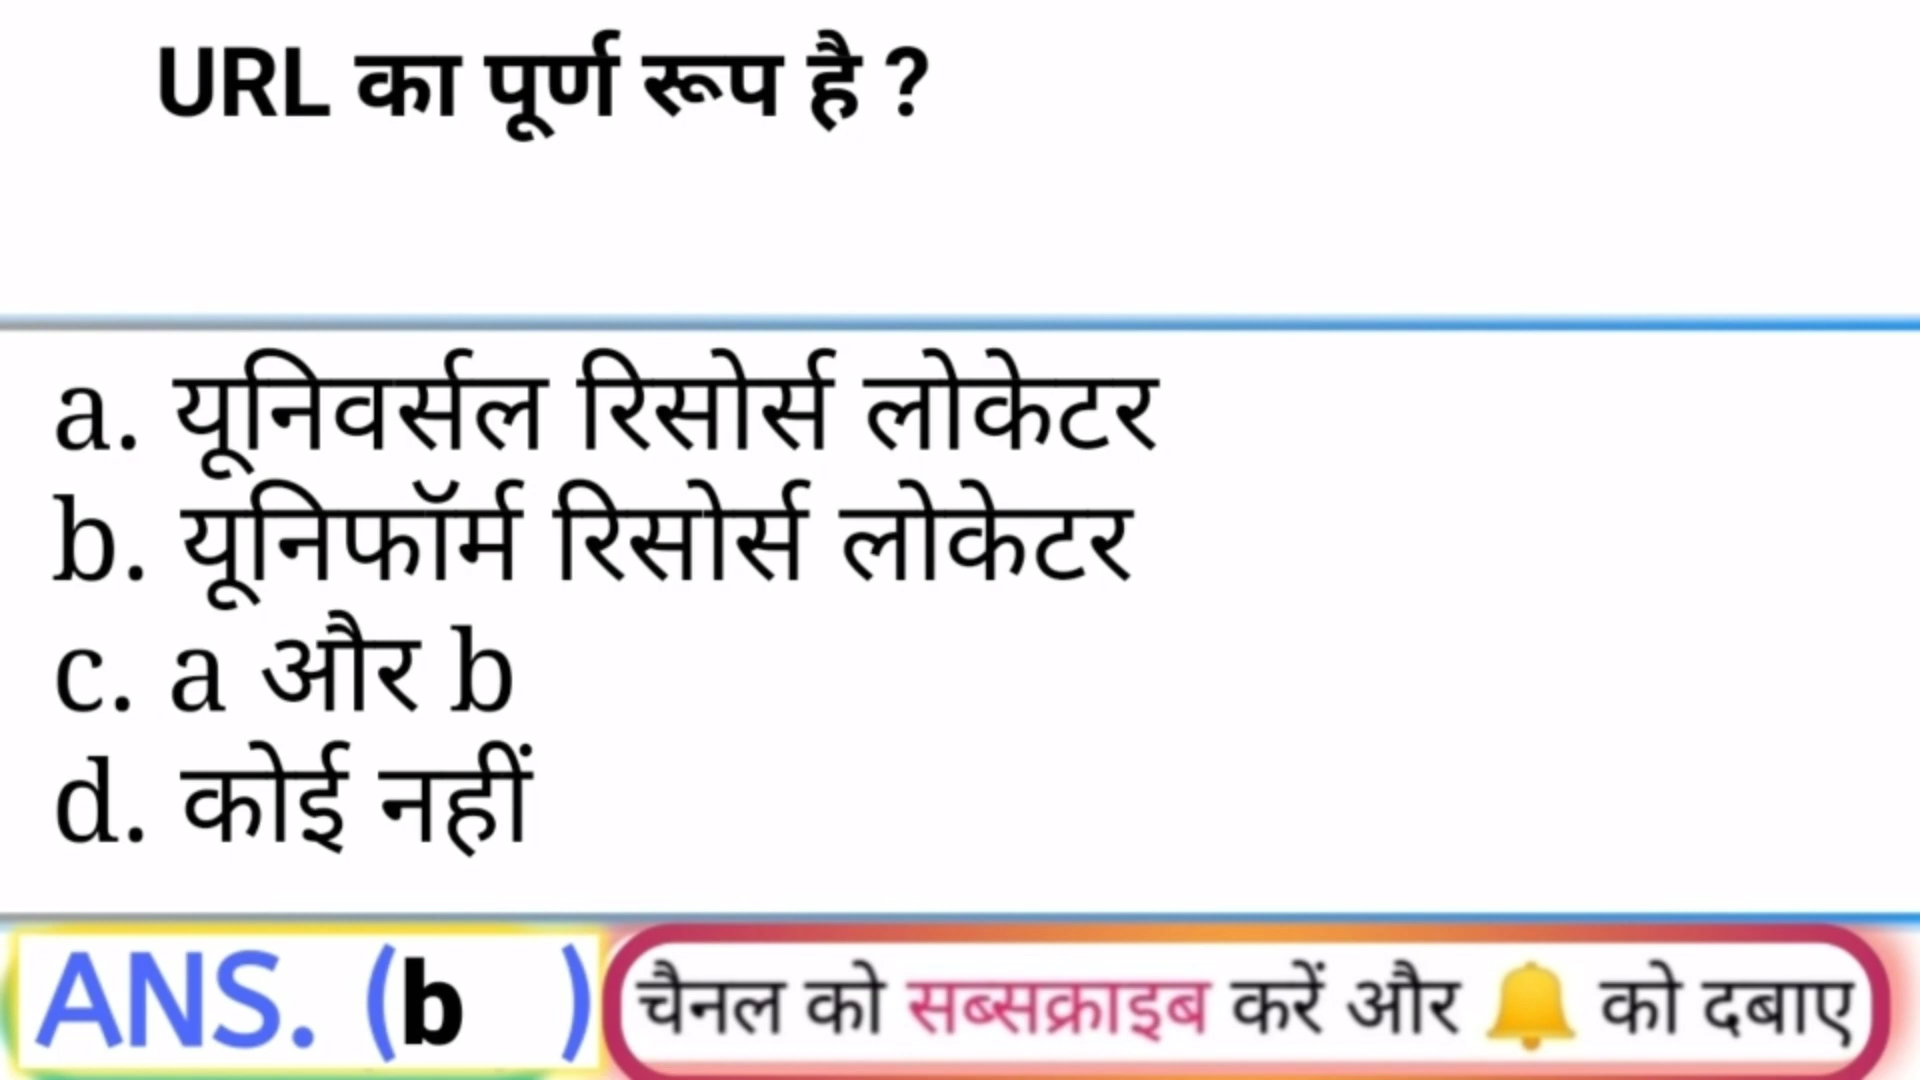 URL का पूर्ण रूप है ?
a. यूनिवर्सल रिसोर्स लोकेटर
b. यूनिफॉर्म रिसोर्स लोकेटर
c. a और b
d. कोई नहीं
ANS. (b )
चैनल को सब्सक्राइब करें और 🔔 को दबाए